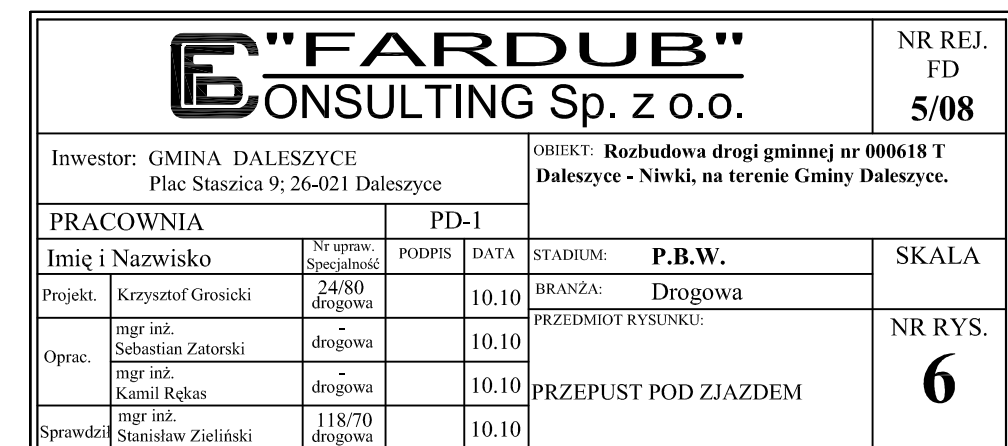 "FARDUB"
CONSULTING Sp. z o.o.
NR REJ.
FD
5/08
Inwestor: GMINA DALESZYCE
Plac Staszica 9; 26-021 Daleszyce
OBIEKT: Rozbudowa drogi gminnej nr 000618 T
Daleszyce - Niwki, na terenie Gminy Daleszyce.
PRACOWNIA PD-1
Imię i Nazwisko
Nr upraw.
Specjalność
PODPIS DATA
STADIUM: P.B.W.
SKALA
Projekt. Krzysztof Grosicki
24/80
drogowa
10.10
BRANŻA: Drogowa
Oprac.
mgr inż.
Sebastian Zatorski
-
drogowa
10.10
mgr inż.
Kamil Rękas
-
drogowa
10.10
Sprawdził
mgr inż.
Stanisław Zieliński
118/70
drogowa
10.10
PRZEDMIOT RYSUNKU:
PRZEPUST POD ZJAZDEM
NR RYS.
6